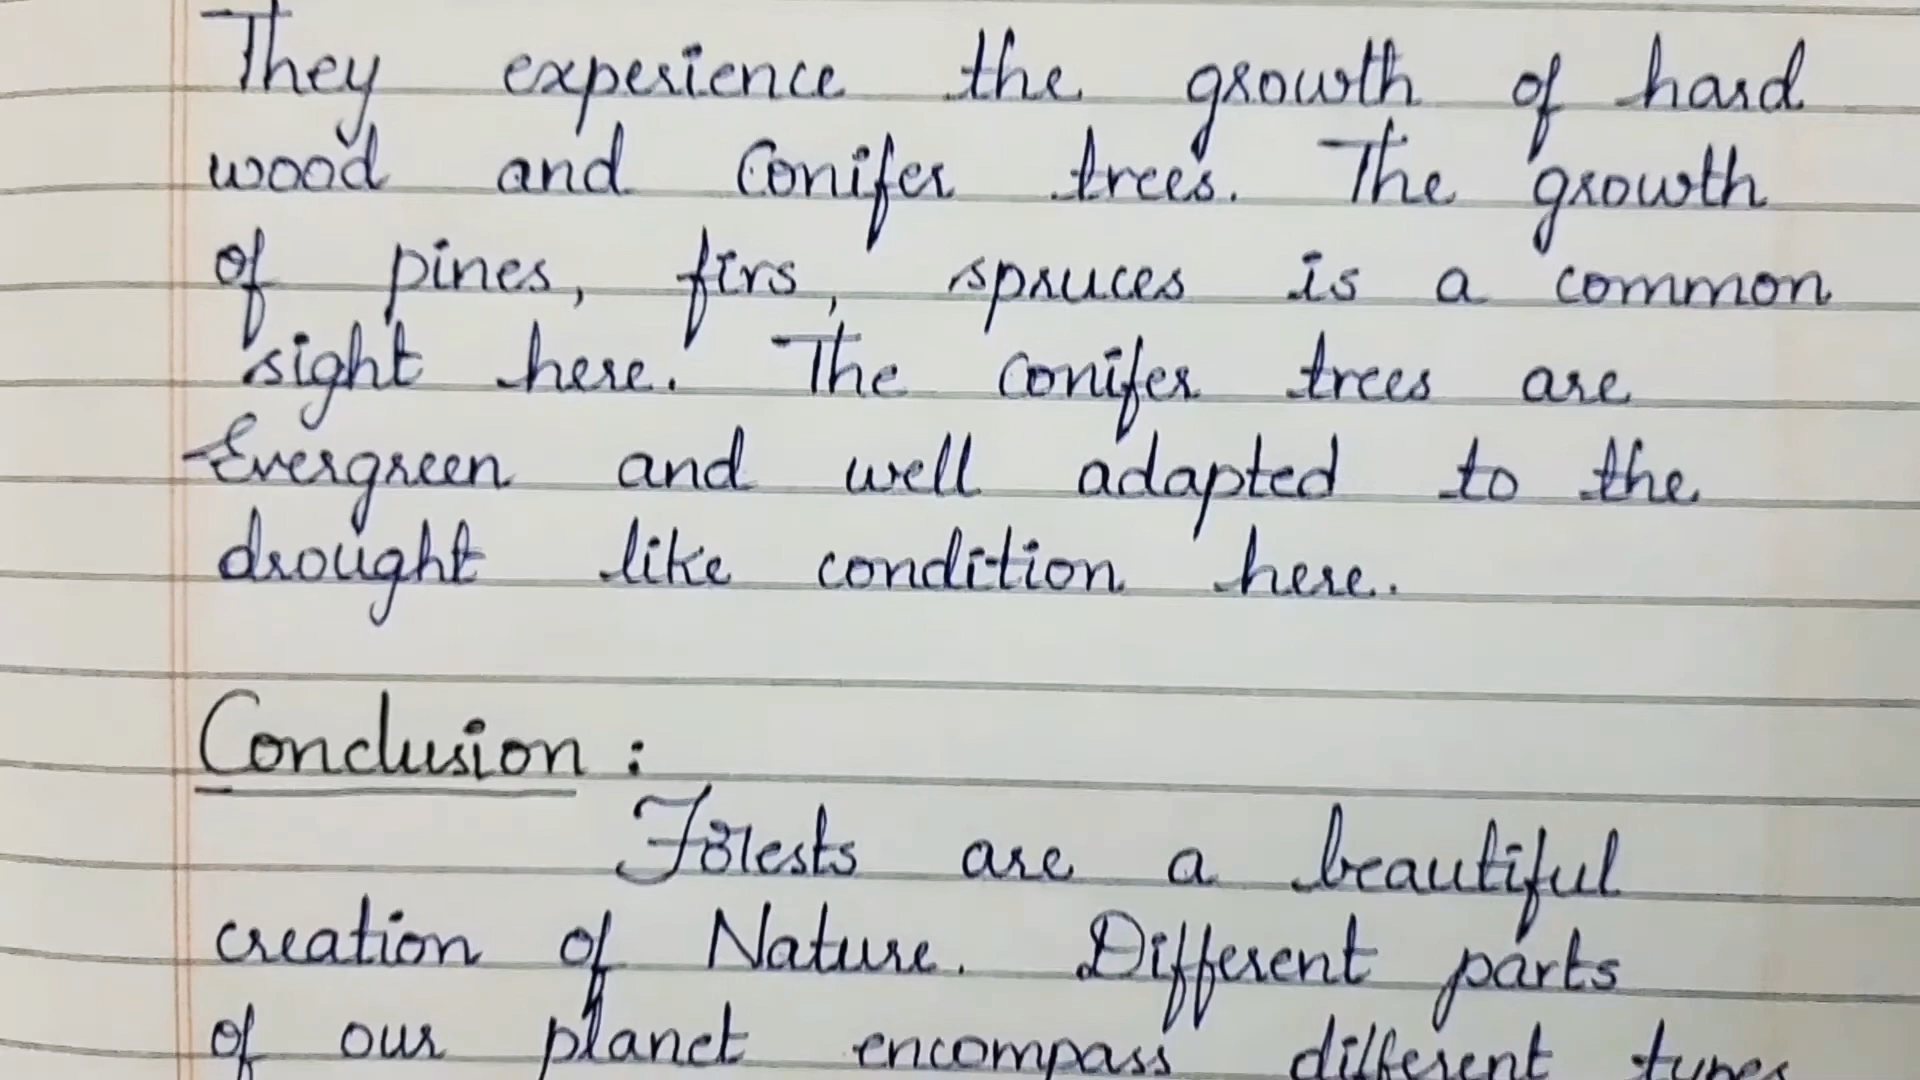 They experience the growth of hard
wood and Conifer trees. The growth
of pines, firs, spruces is a common
sight here. The conifer trees are
Evergreen and well adapted to the
drought like condition here.
Conclusion :
Forests are a beautiful
creation of Nature. Different parts
of our planet encompass different types